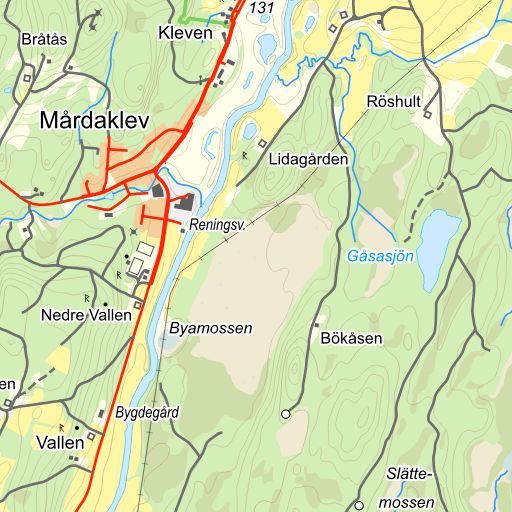 131
Kleven
Bråtås
Röshult
Mårdaklev
Lidagården
Reningsv.
Gåsasjön
R
Nedre Vallen
R
Byamossen
Bökåsen
en
R
Bygdegård
Vallen
R
Slätte-
mossen